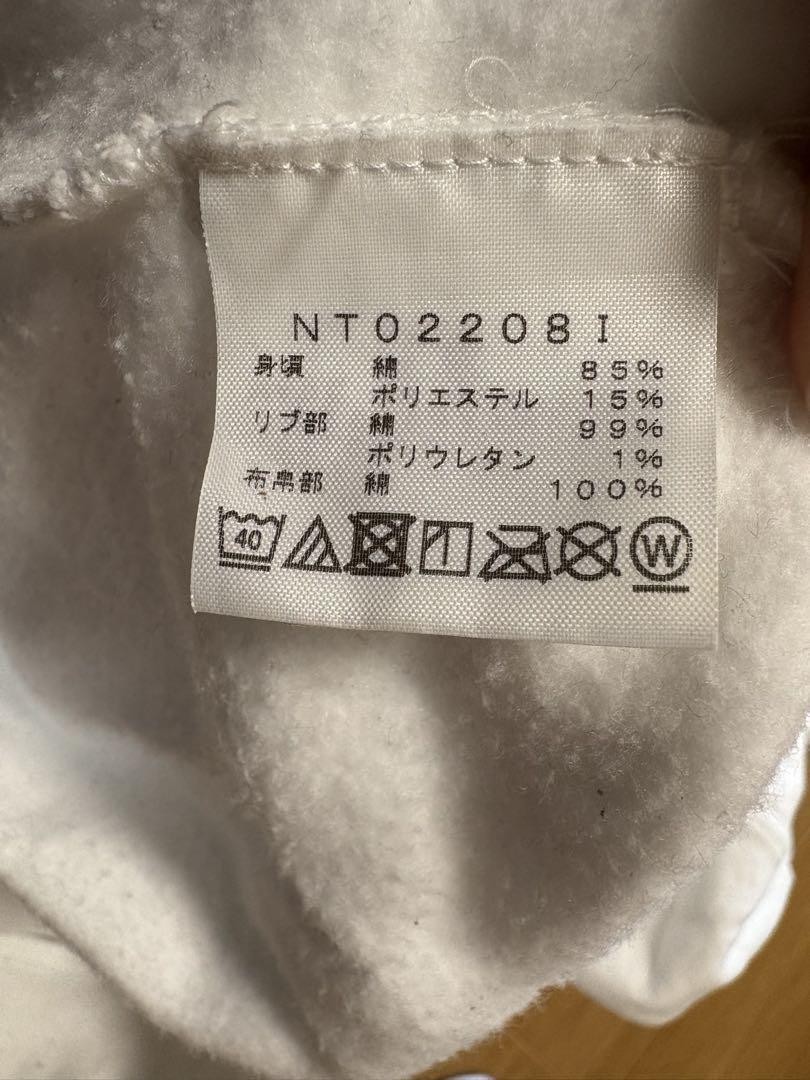 NT02208I
身頃 綿 85%
ポリエステル 15%
リブ部 綿 99%
ポリウレタン 1%
布帛部 綿 100%
40 W